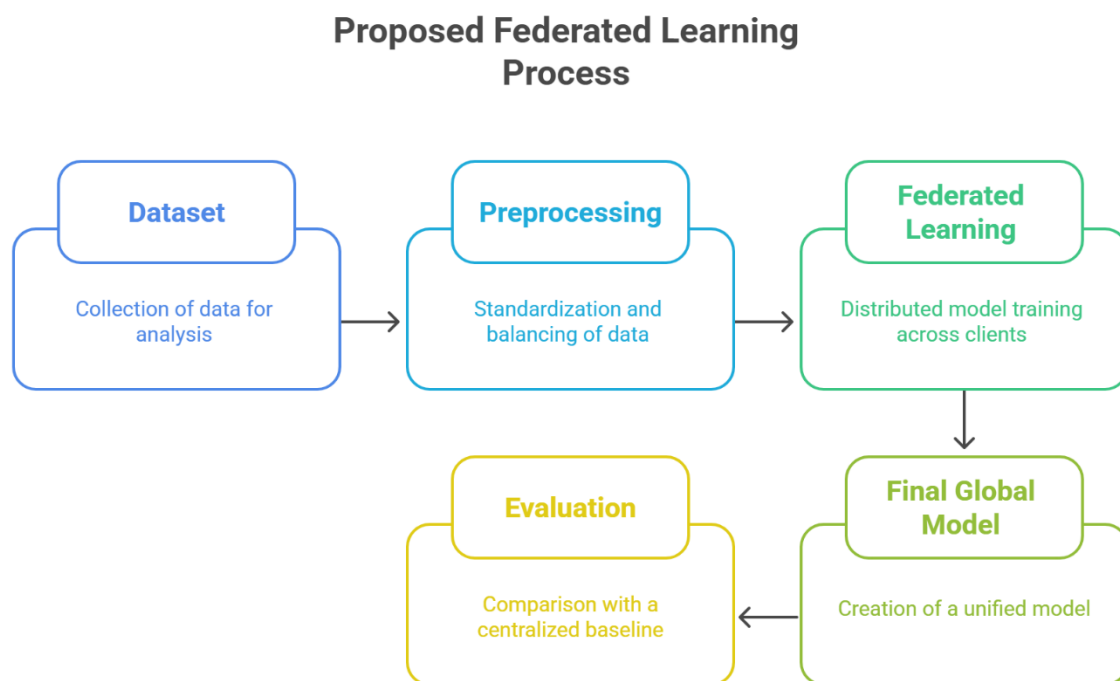 Proposed Federated Learning
Process
Dataset
Collection of data for
analysis
Preprocessing
Standardization and
balancing of data
Federated
Learning
Distributed model training
across clients
Final Global
Model
Creation of a unified model
Evaluation
Comparison with a
centralized baseline